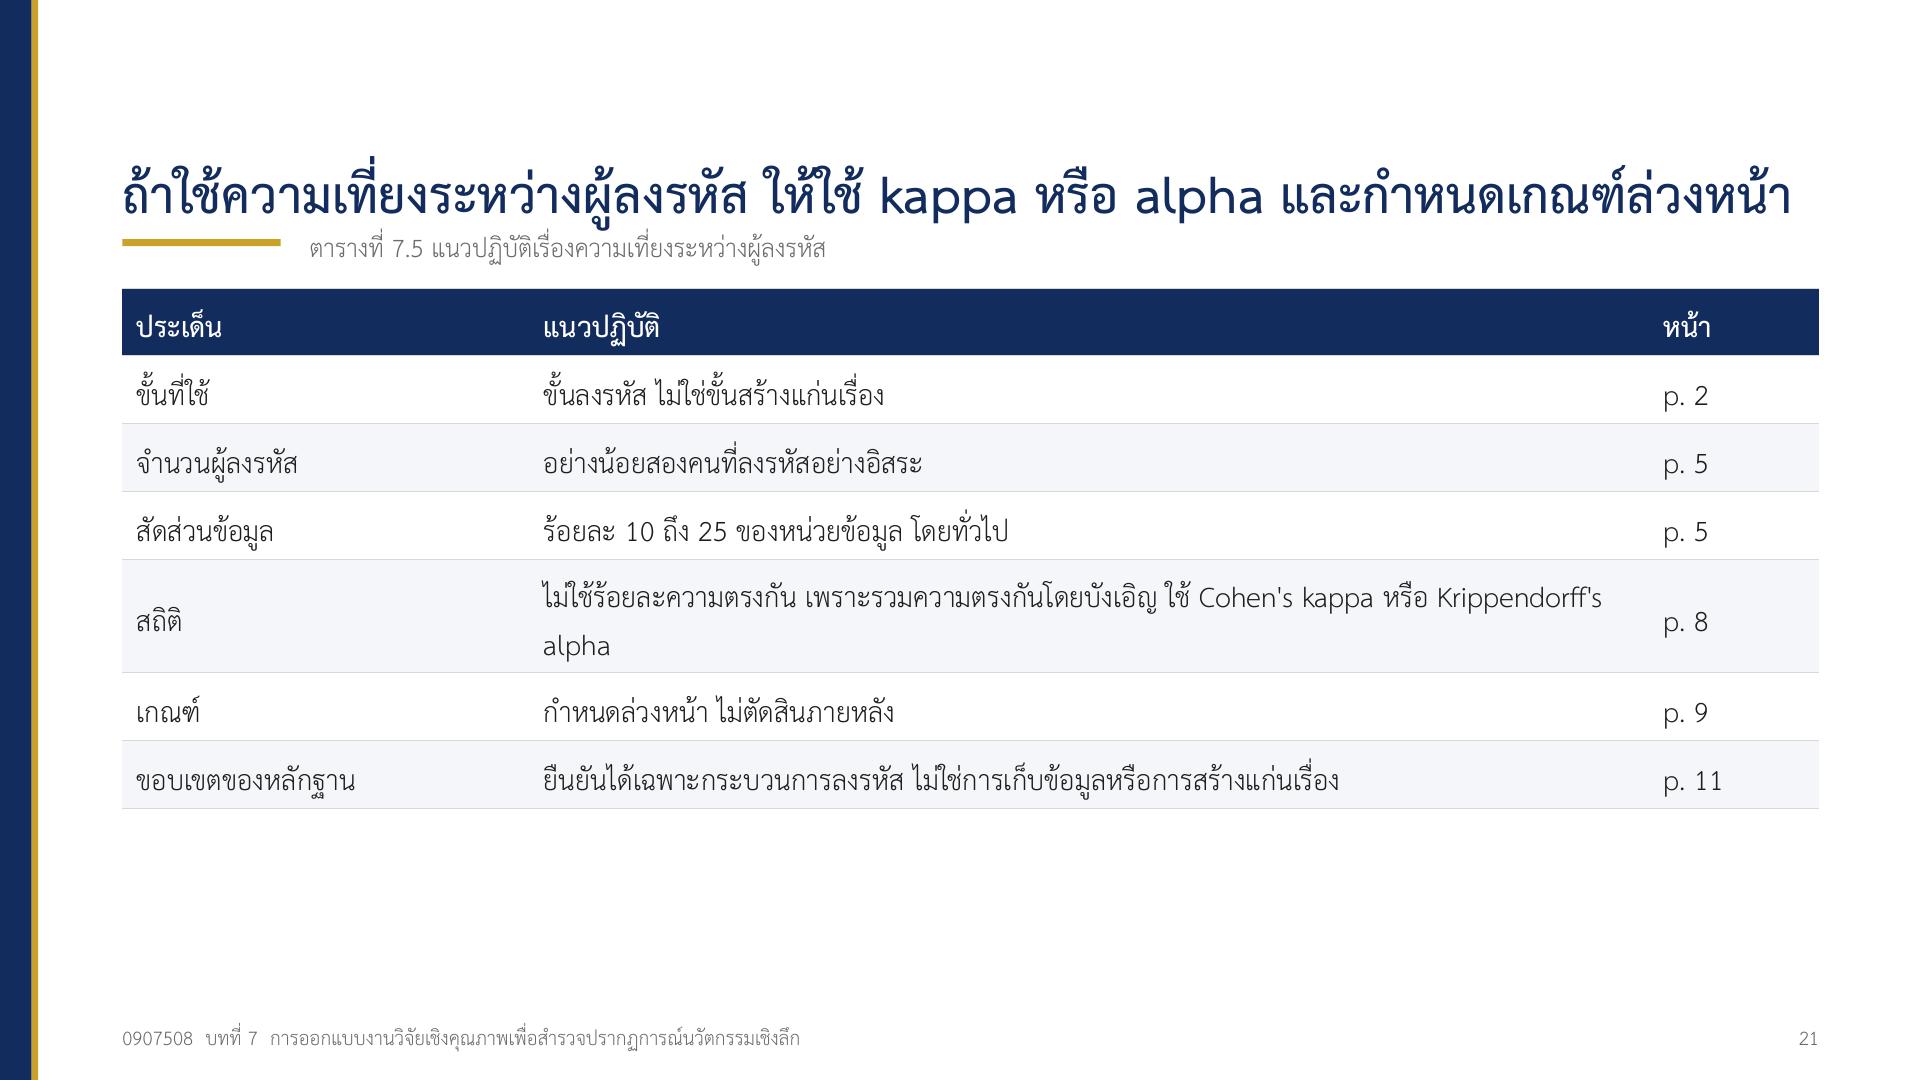 ถ้าใช้ความเที่ยงระหว่างผู้ลงรหัส ให้ใช้ kappa หรือ alpha และกำหนดเกณฑ์ล่วงหน้า
ตารางที่ 7.5 แนวปฏิบัติเรื่องความเที่ยงระหว่างผู้ลงรหัส
ประเด็น แนวปฏิบัติ หน้า
ขั้นที่ใช้ ขั้นลงรหัส ไม่ใช่ขั้นสร้างแก่นเรื่อง p. 2
จำนวนผู้ลงรหัส อย่างน้อยสองคนที่ลงรหัสอย่างอิสระ p. 5
สัดส่วนข้อมูล ร้อยละ 10 ถึง 25 ของหน่วยข้อมูล โดยทั่วไป p. 5
สถิติ ไม่ใช้ร้อยละความตรงกัน เพราะรวมความตรงกันโดยบังเอิญ ใช้ Cohen's kappa หรือ Krippendorff's
alpha p. 8
เกณฑ์ กำหนดล่วงหน้า ไม่ตัดสินภายหลัง p. 9
ขอบเขตของหลักฐาน ยืนยันได้เฉพาะกระบวนการลงรหัส ไม่ใช่การเก็บข้อมูลหรือการสร้างแก่นเรื่อง p. 11
0907508 บทที่ 7 การออกแบบงานวิจัยเชิงคุณภาพเพื่อสำรวจปรากฏการณ์นวัตกรรมเชิงลึก 21